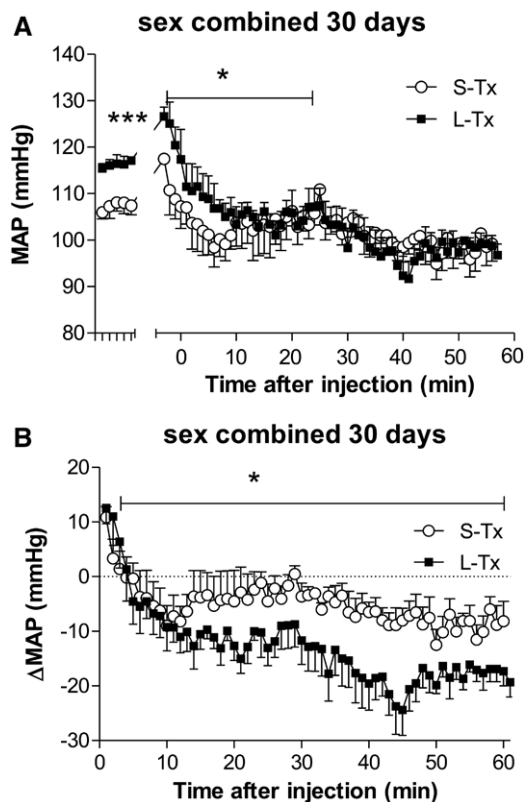 A
sex combined 30 days
140
130
120
110
100
90
80
MAP (mmHg)
***
*
S-Tx
L-Tx
0 10 20 30 40 50 60
Time after injection (min)
B
sex combined 30 days
20
10
0
-10
-20
-30
ΔMAP (mmHg)
*
S-Tx
L-Tx
0 10 20 30 40 50 60
Time after injection (min)